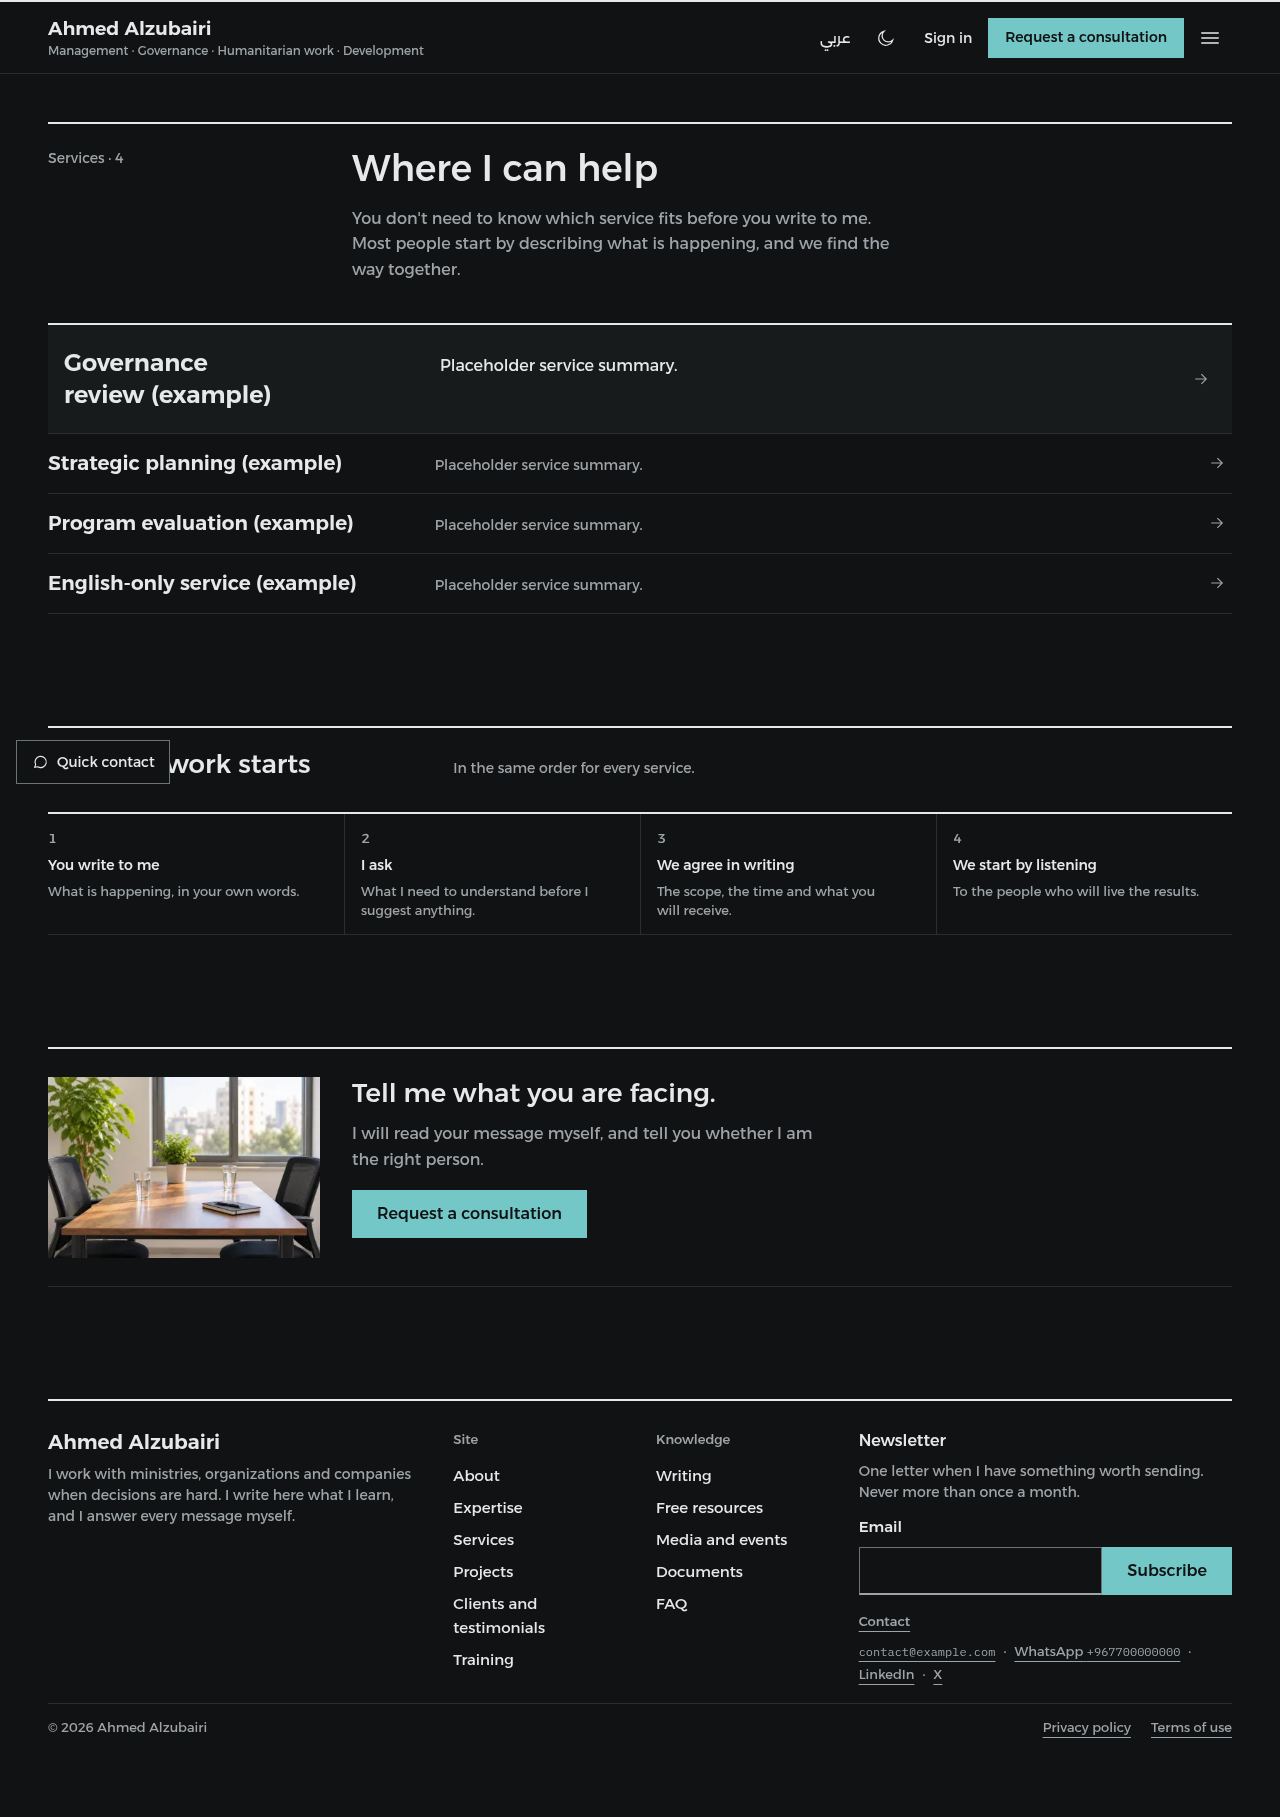 Ahmed Alzubairi
Management · Governance · Humanitarian work · Development
عربي
Sign in
Request a consultation
Services · 4
Where I can help
You don't need to know which service fits before you write to me.
Most people start by describing what is happening, and we find the
way together.
Governance
review (example)
Placeholder service summary.
Strategic planning (example)
Placeholder service summary.
Program evaluation (example)
Placeholder service summary.
English-only service (example)
Placeholder service summary.
Quick contact
work starts
In the same order for every service.
1
You write to me
What is happening, in your own words.
2
I ask
What I need to understand before I
suggest anything.
3
We agree in writing
The scope, the time and what you
will receive.
4
We start by listening
To the people who will live the results.
Tell me what you are facing.
I will read your message myself, and tell you whether I am
the right person.
Request a consultation
Ahmed Alzubairi
I work with ministries, organizations and companies
when decisions are hard. I write here what I learn,
and I answer every message myself.
Site
About
Expertise
Services
Projects
Clients and
testimonials
Training
Knowledge
Writing
Free resources
Media and events
Documents
FAQ
Newsletter
One letter when I have something worth sending.
Never more than once a month.
Email
Subscribe
Contact
contact@example.com · WhatsApp +967700000000 ·
LinkedIn · X
© 2026 Ahmed Alzubairi
Privacy policy
Terms of use